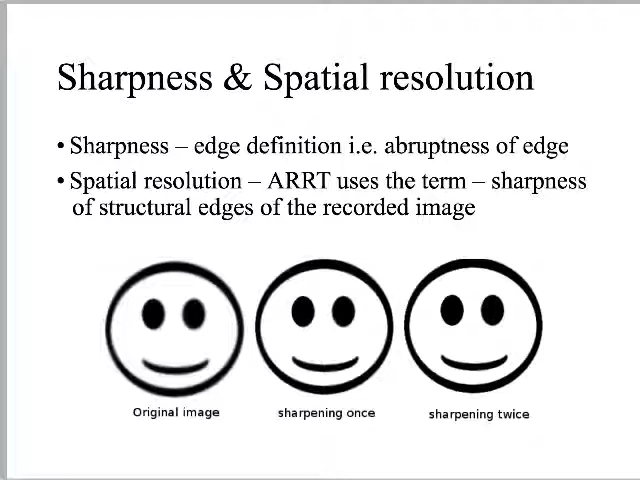 Sharpness & Spatial resolution
• Sharpness – edge definition i.e. abruptness of edge
• Spatial resolution – ARRT uses the term – sharpness
of structural edges of the recorded image
Original image
sharpening once
sharpening twice